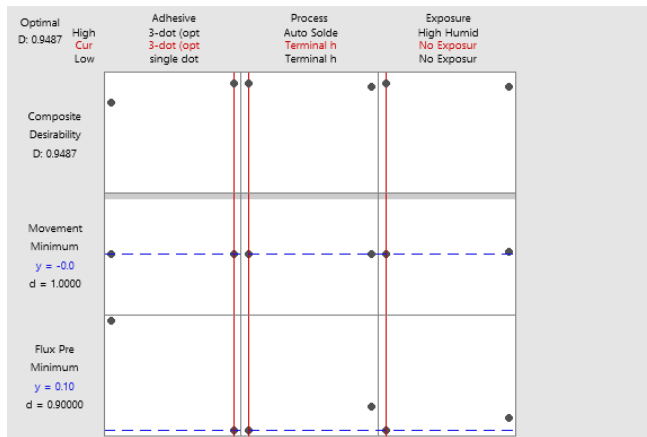 Optimal
D: 0.9487
High
Cur
Low
Adhesive
3-dot (opt
3-dot (opt
single dot
Process
Auto Solde
Terminal h
Terminal h
Exposure
High Humid
No Exposur
No Exposur
Composite
Desirability
D: 0.9487
Movement
Minimum
y = -0.0
d = 1.0000
Flux Pre
Minimum
y = 0.10
d = 0.90000